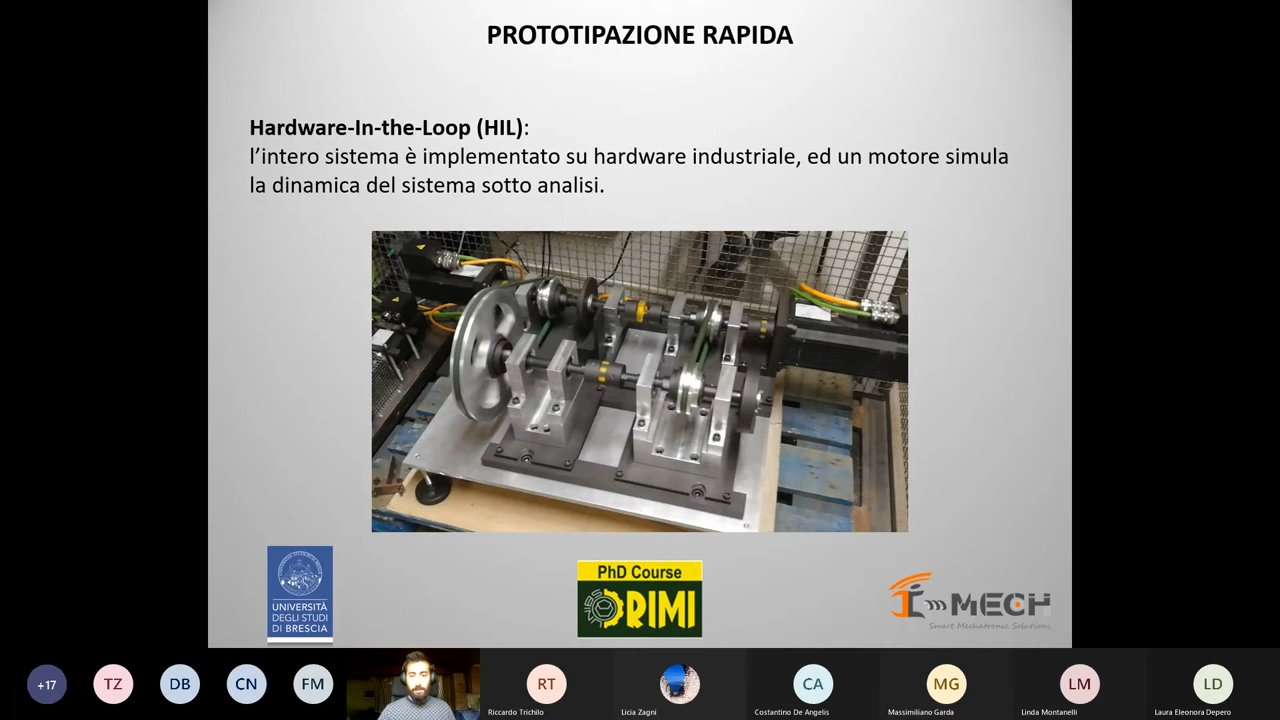 PROTOTIPAZIONE RAPIDA
Hardware-In-the-Loop (HIL):
l’intero sistema è implementato su hardware industriale, ed un motore simula
la dinamica del sistema sotto analisi.
UNIVERSITÀ
DEGLI STUDI
DI BRESCIA
PhD Course
DRIMI
I-MECH
Smart Mechatronic Solutions
+17
TZ
DB
CN
FM
RT
CA
MG
LM
LD
Riccardo Trichilo
Licia Zagni
Costantino De Angelis
Massimiliano Garda
Linda Montanelli
Laura Eleonora Depero